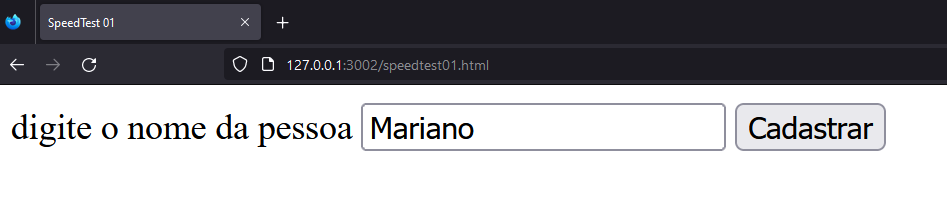 SpeedTest 01
127.0.0.1:3002/speedtest01.html
digite o nome da pessoa Mariano Cadastrar